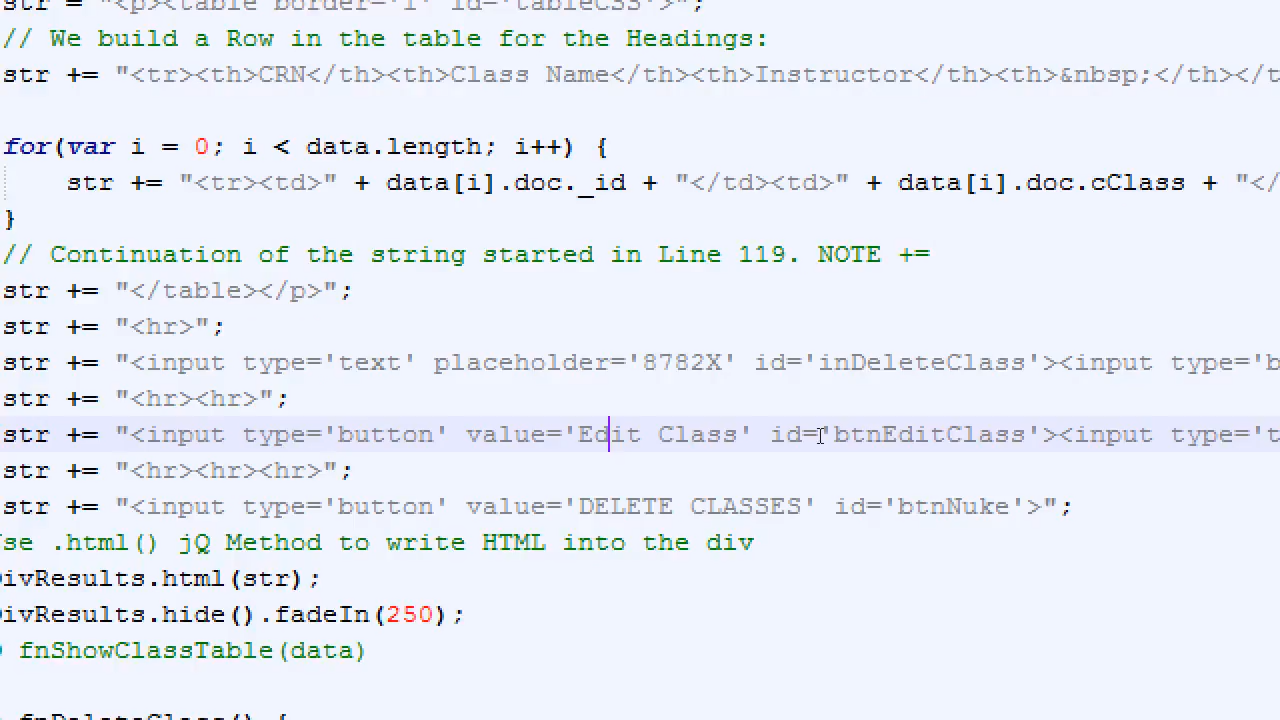 str = "<p><table border='1' id='tableCSS'>";
// We build a Row in the table for the Headings:
str += "<tr><th>CRN</th><th>Class Name</th><th>Instructor</th><th>&nbsp;</th></t
for(var i = 0; i < data.length; i++) {
str += "<tr><td>" + data[i].doc._id + "</td><td>" + data[i].doc.cClass + "</
}
// Continuation of the string started in Line 119. NOTE +=
str += "</table></p>";
str += "<hr>";
str += "<input type='text' placeholder='8782X' id='inDeleteClass'><input type='b
str += "<hr><hr>";
str += "<input type='button' value='Edit Class' id='btnEditClass'><input type='t
str += "<hr><hr><hr>";
str += "<input type='button' value='DELETE CLASSES' id='btnNuke'>";
se .html() jQ Method to write HTML into the div
ivResults.html(str);
ivResults.hide().fadeIn(250);
fnShowClassTable(data)
fnDeleteClass() {